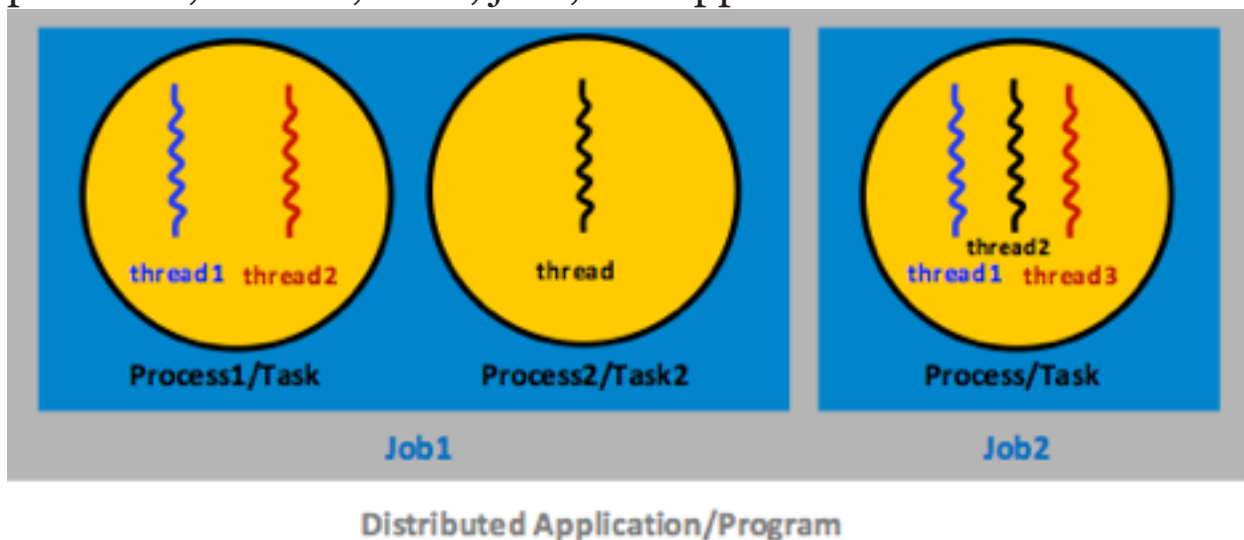 thread1 thread2
Process1/Task
thread
Process2/Task2
Job1
thread2
thread1 thread3
Process/Task
Job2
Distributed Application/Program